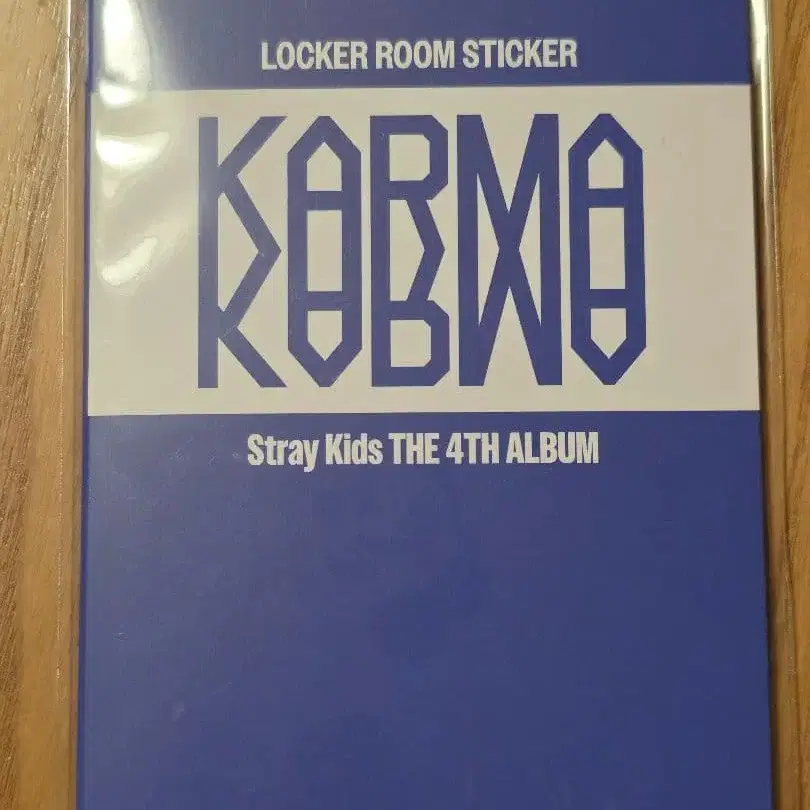 LOCKER ROOM STICKER
KARMA
Stray Kids THE 4TH ALBUM